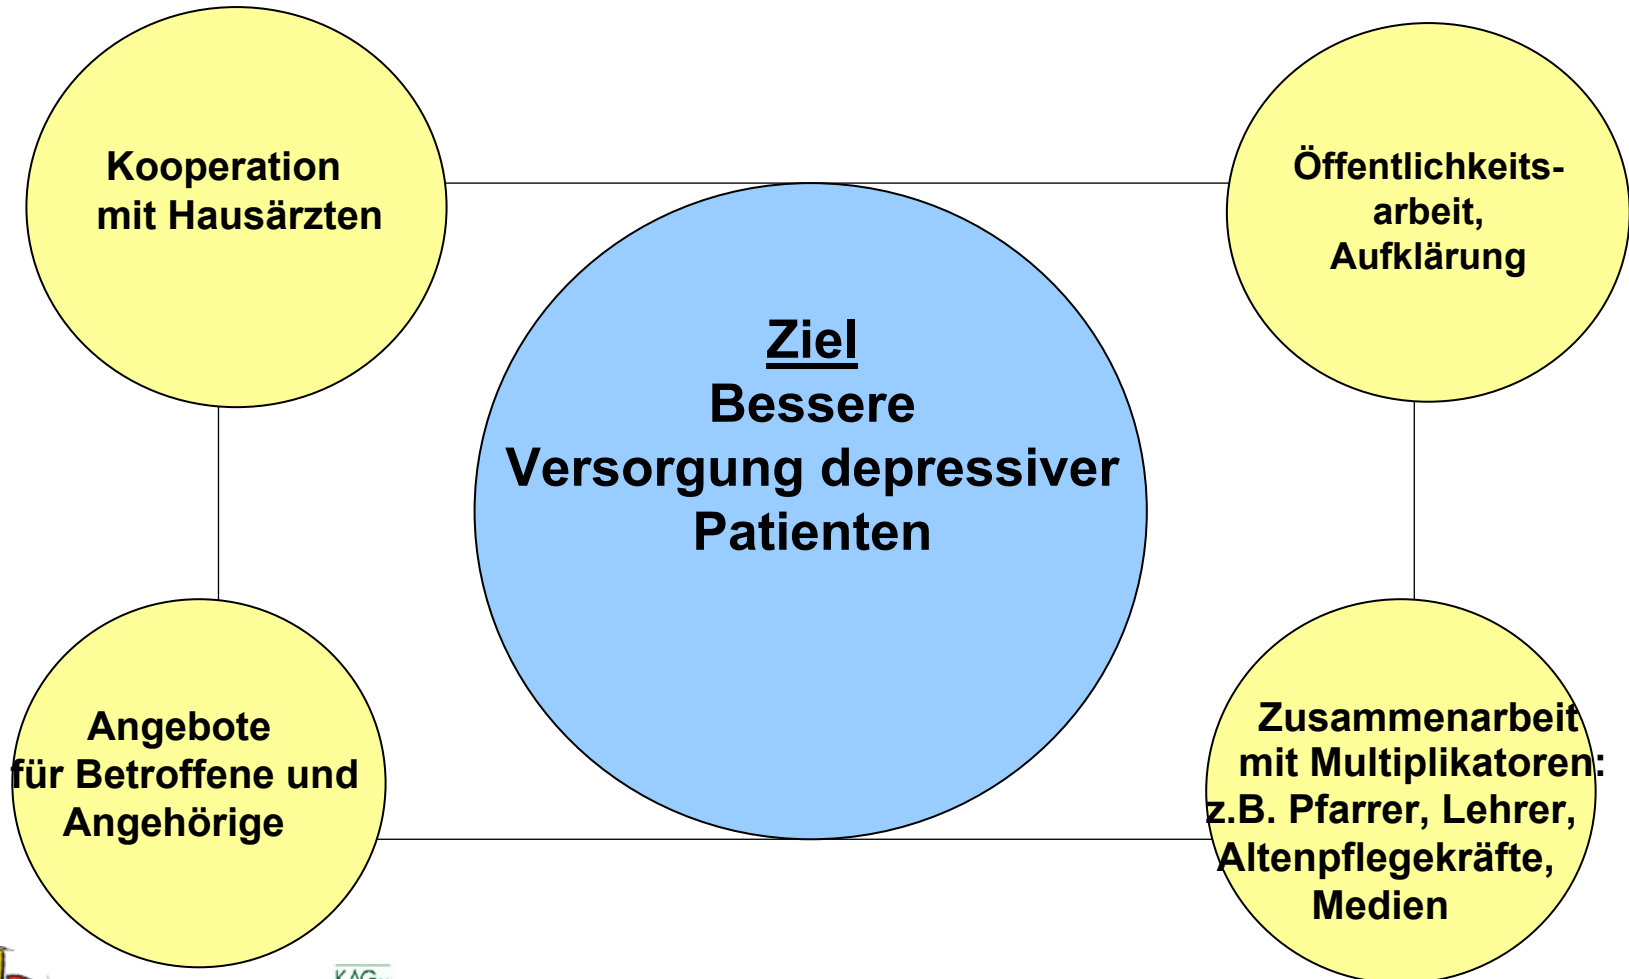 Kooperation
mit Hausärzten
Öffentlichkeits-
arbeit,
Aufklärung
Ziel
Bessere
Versorgung depressiver
Patienten
Angebote
für Betroffene und
Angehörige
Zusammenarbeit
mit Multiplikatoren:
z.B. Pfarrer, Lehrer,
Altenpflegekräfte,
Medien